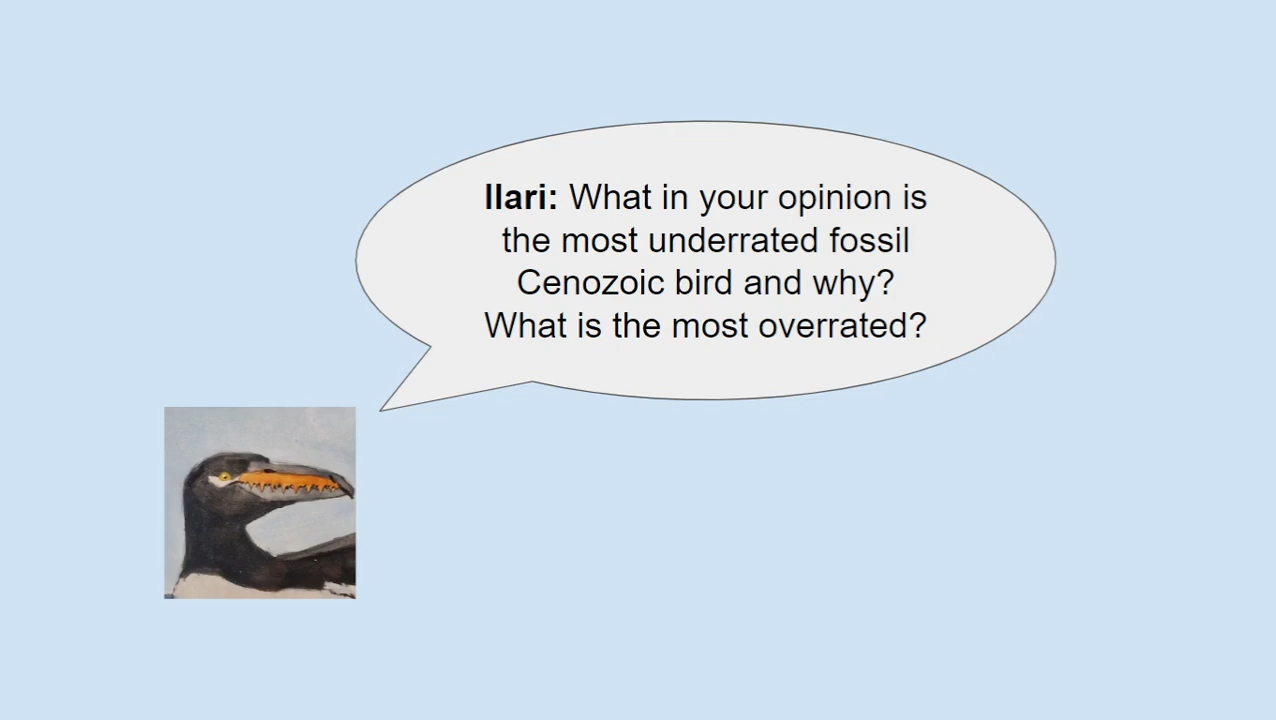 Ilari: What in your opinion is
the most underrated fossil
Cenozoic bird and why?
What is the most overrated?